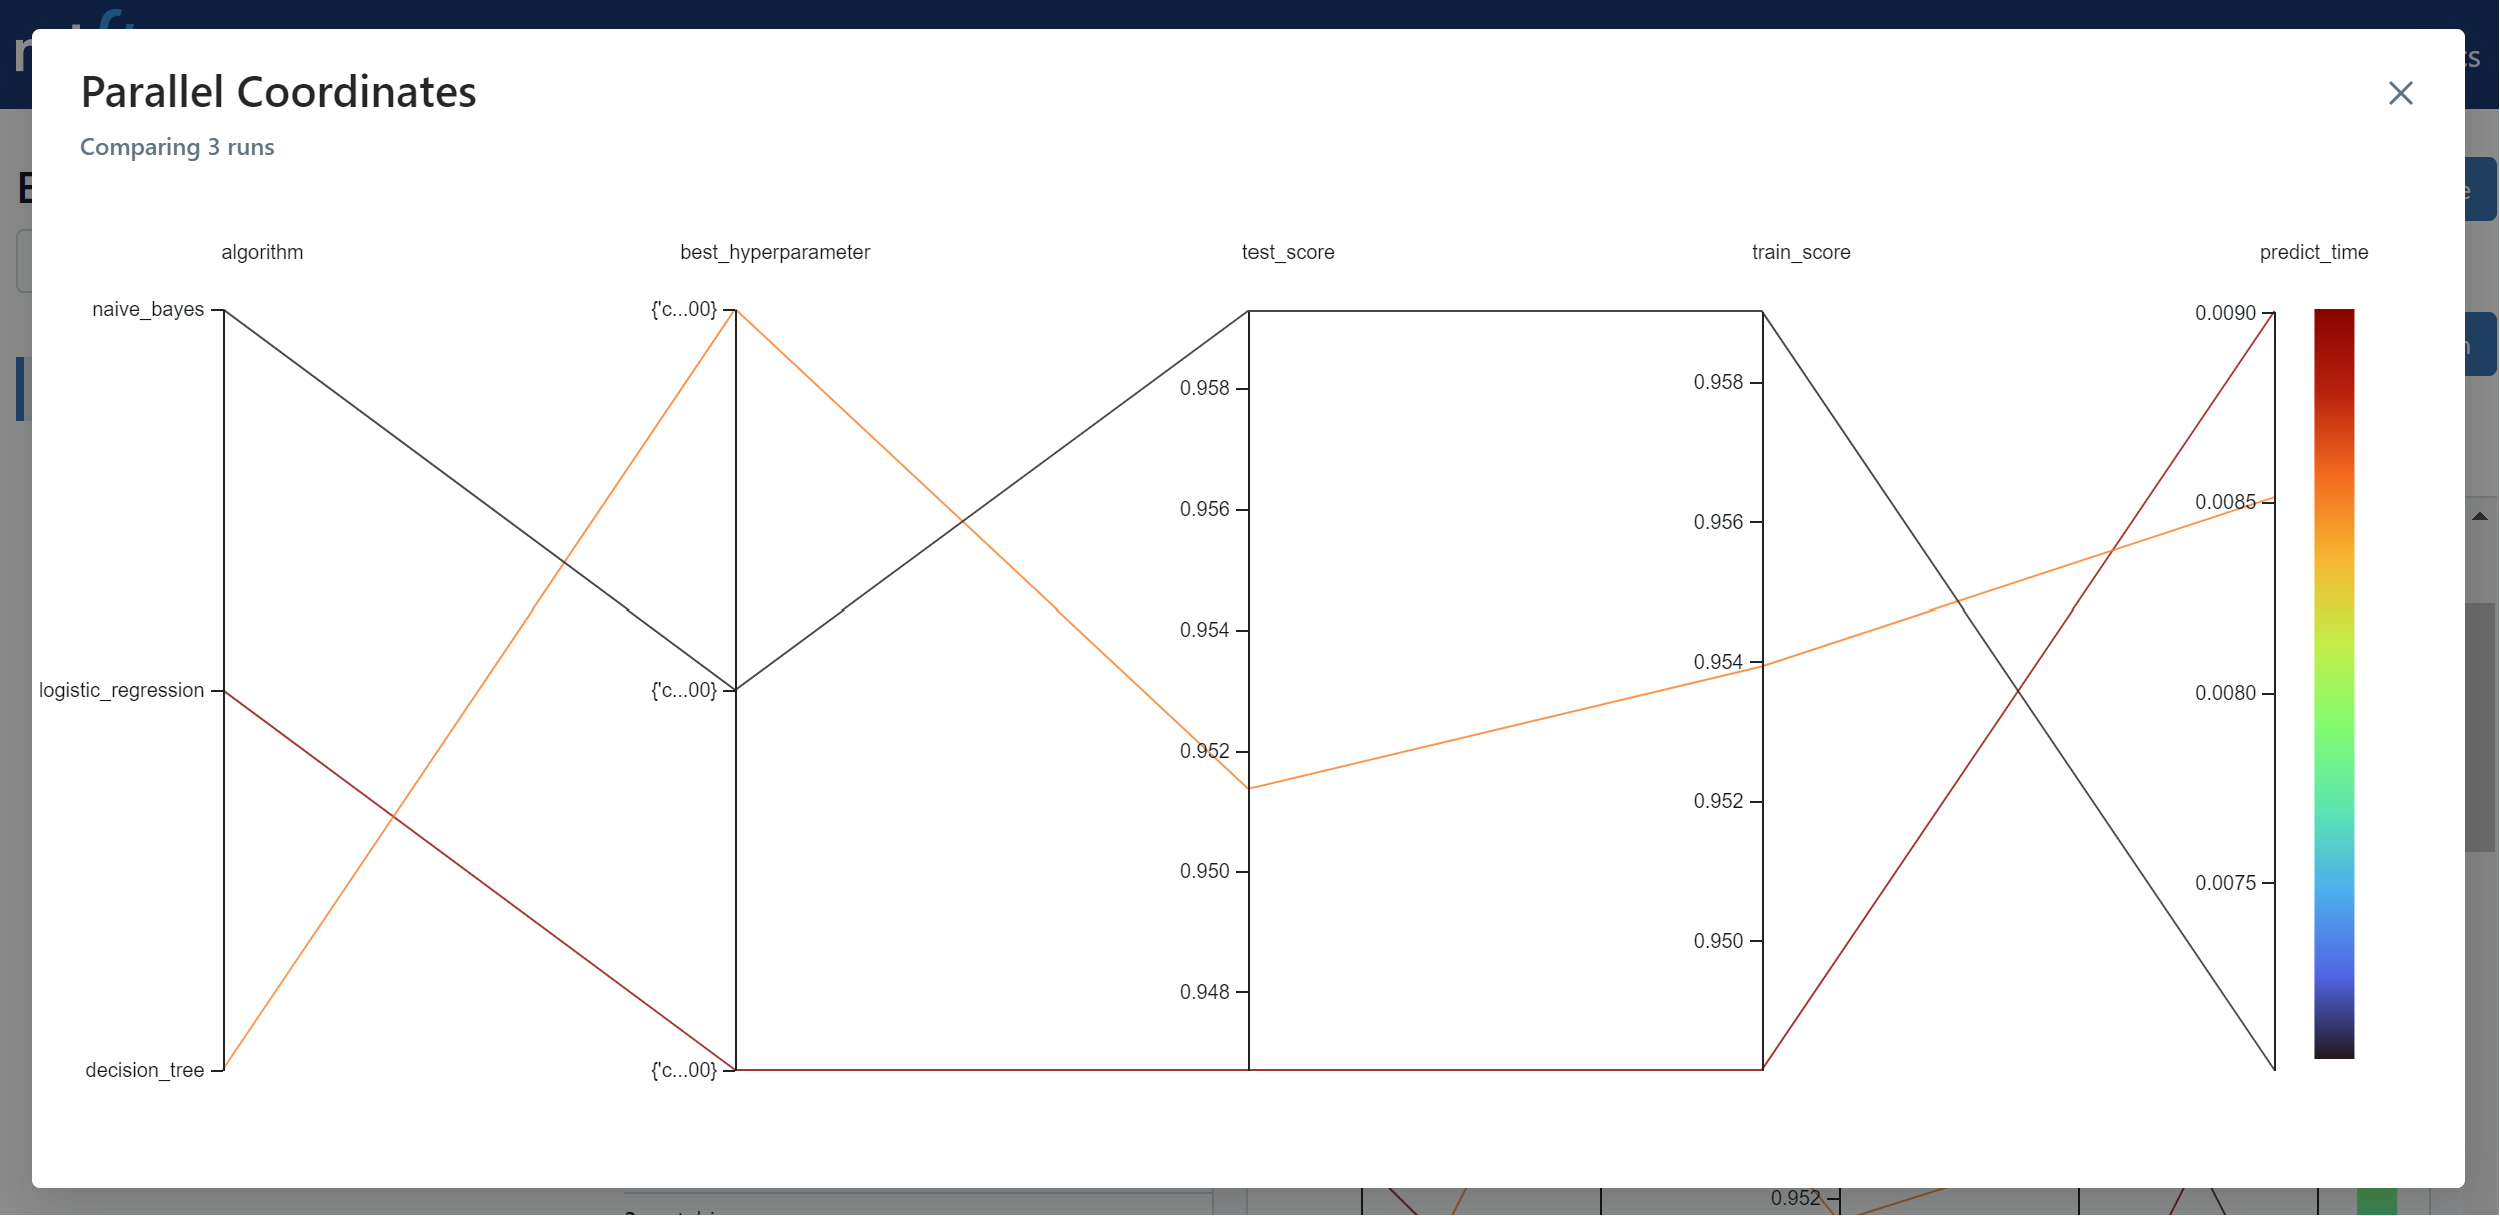 Parallel Coordinates
Comparing 3 runs
algorithm
best_hyperparameter
test_score
train_score
predict_time
naive_bayes
logistic_regression
decision_tree
{'c...00}
{'c...00}
{'c...00}
0.958
0.956
0.954
0.952
0.950
0.948
0.958
0.956
0.954
0.952
0.950
0.0090
0.0085
0.0080
0.0075
0.952